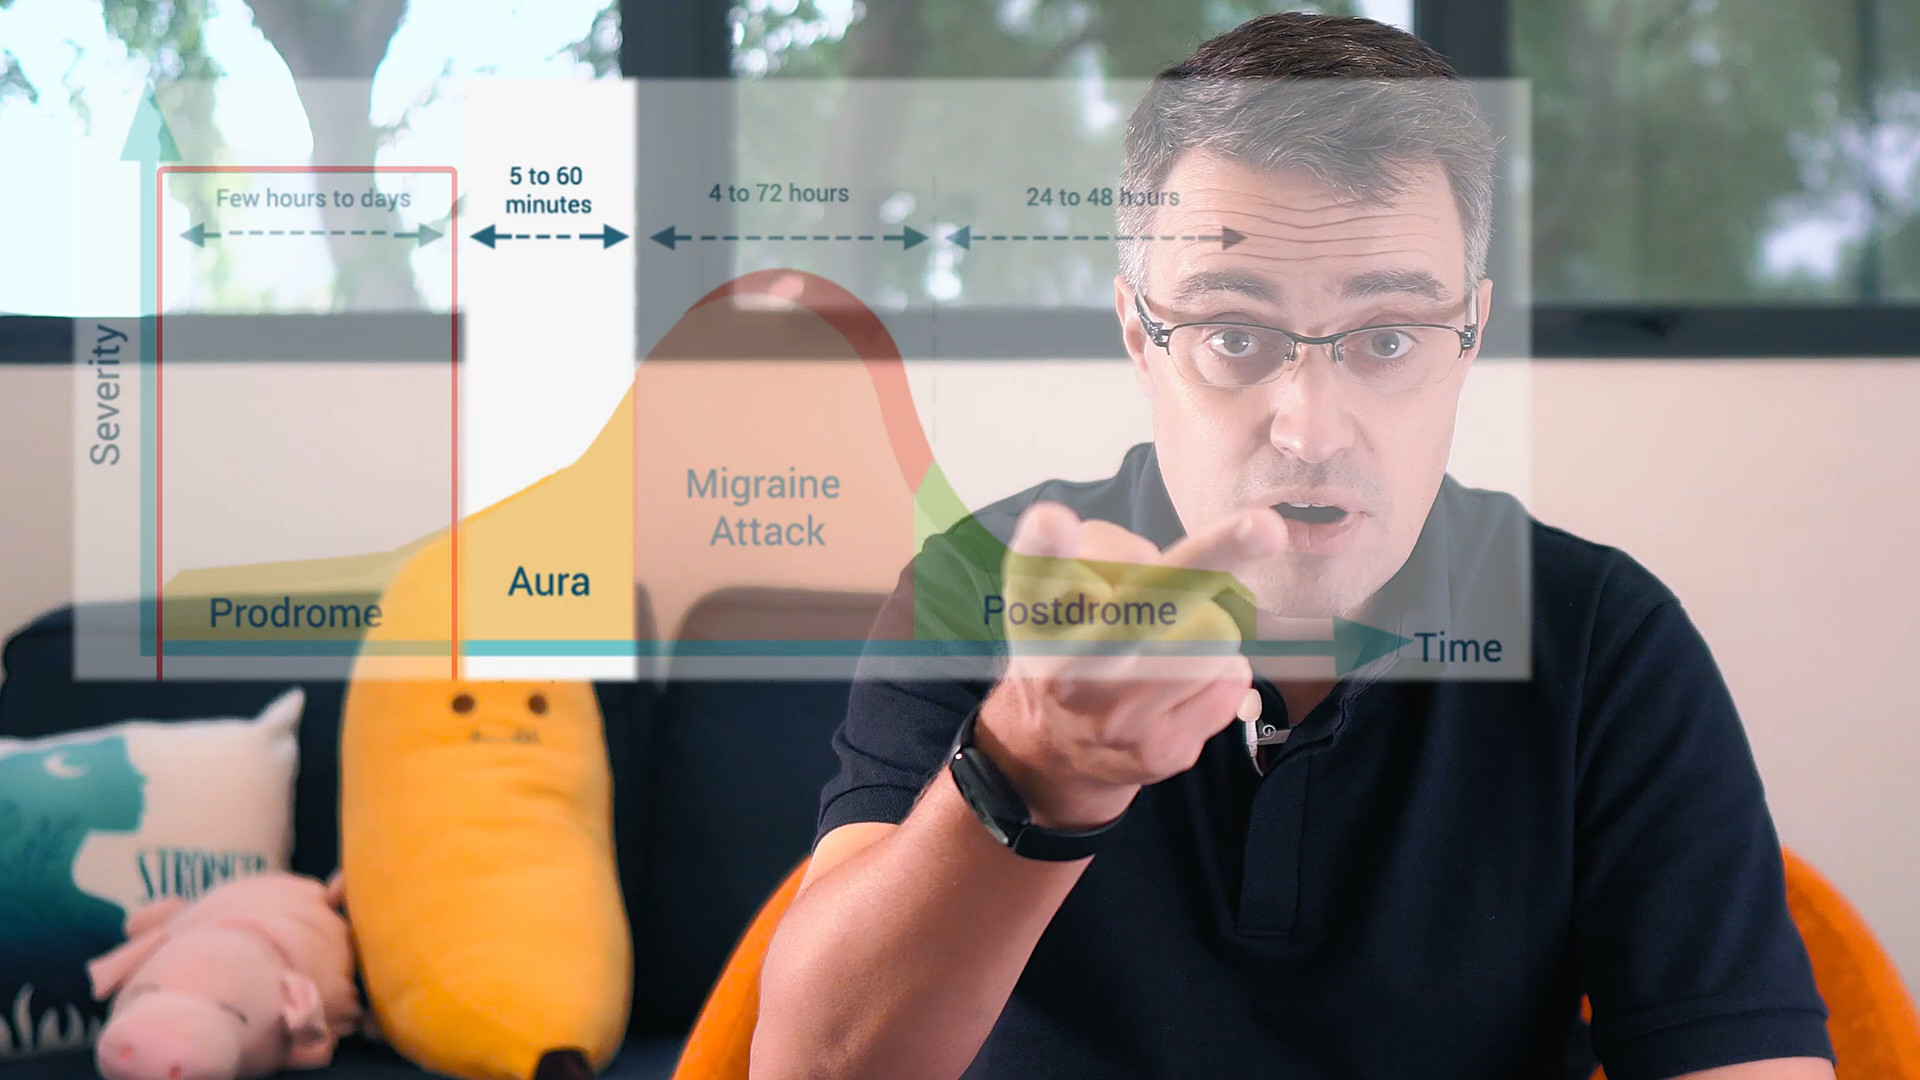 Few hours to days
5 to 60
minutes
4 to 72 hours
24 to 48 hours
Severity
Migraine
Attack
Aura
Prodrome
Postdrome
Time
STRONGER